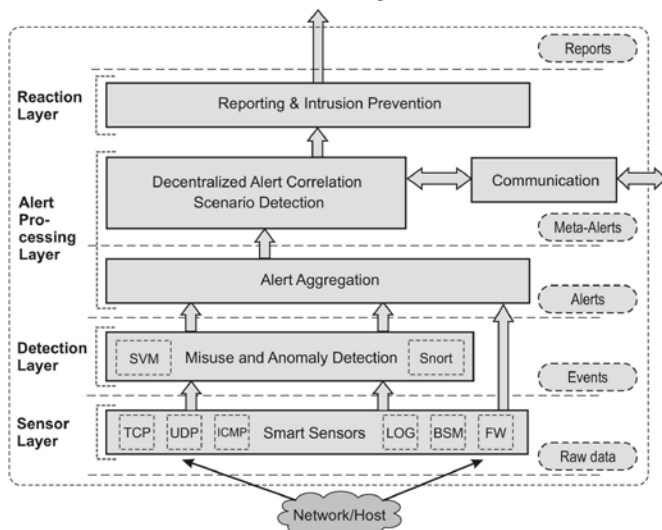 Reports
Reaction
Layer
Reporting & Intrusion Prevention
Decentralized Alert Correlation
Scenario Detection
Communication
Alert
Pro-
cessing
Layer
Meta-Alerts
Alert Aggregation
Alerts
Detection
Layer
SVM Misuse and Anomaly Detection Snort
Events
Sensor
Layer
TCP UDP ICMP Smart Sensors LOG BSM FW
Raw data
Network/Host